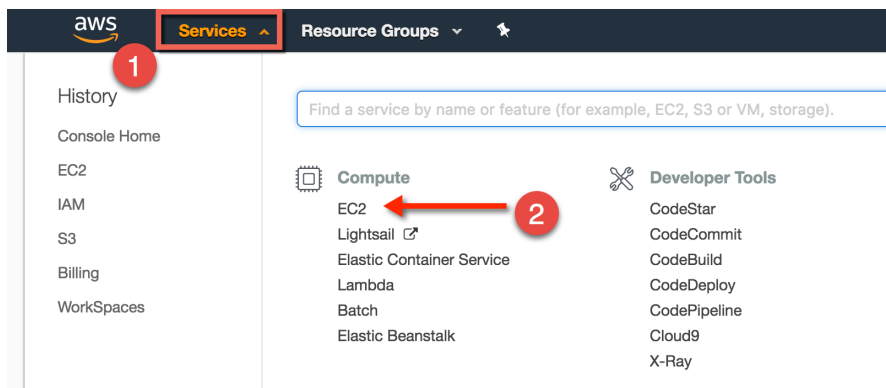 aws Services Resource Groups
1
History
Console Home
EC2
IAM
S3
Billing
WorkSpaces
Find a service by name or feature (for example, EC2, S3 or VM, storage).
Compute
EC2
2
Lightsail
Elastic Container Service
Lambda
Batch
Elastic Beanstalk
Developer Tools
CodeStar
CodeCommit
CodeBuild
CodeDeploy
CodePipeline
Cloud9
X-Ray